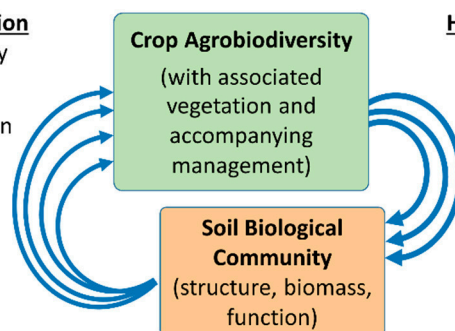 Crop Agrobiodiversity
(with associated
vegetation and
accompanying
management)
Soil Biological
Community
(structure, biomass,
function)